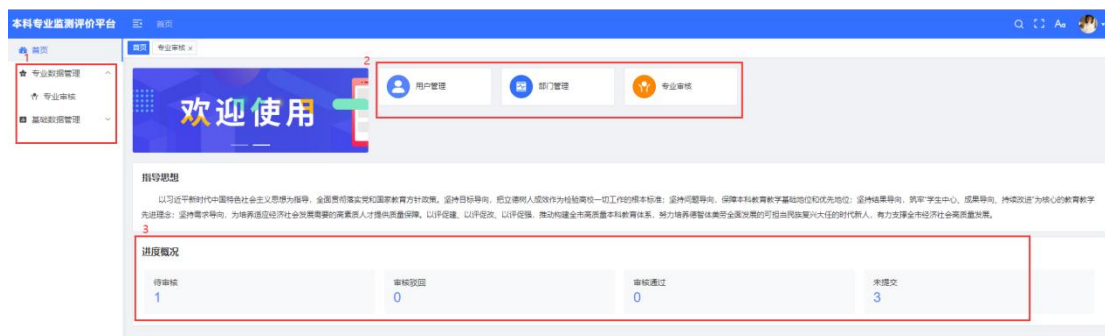 本科专业监测评价平台 首页
首页
1
专业数据管理
专业审核
基础数据管理
首页 专业审核 ×
欢迎使用
2
用户管理 部门管理 专业审核
指导思想
以习近平新时代中国特色社会主义思想为指导，全面贯彻落实党和国家教育方针政策。坚持目标导向，把立德树人成效作为检验高校一切工作的根本标准；坚持问题导向，保障本科教育教学基础地位和优先地位；坚持结果导向，筑牢“学生中心、成果导向、持续改进”为核心的教育教学
先进理念；坚持需求导向，为培养适应经济社会发展需要的高素质人才提供质量保障。以评促建、以评促改、以评促强，推动构建全市高质量本科教育体系，努力培养德智体美劳全面发展的可担当民族复兴大任的时代新人，有力支撑全市经济社会高质量发展。
3
进度概况
待审核 审核驳回 审核通过 未提交
1 0 0 3